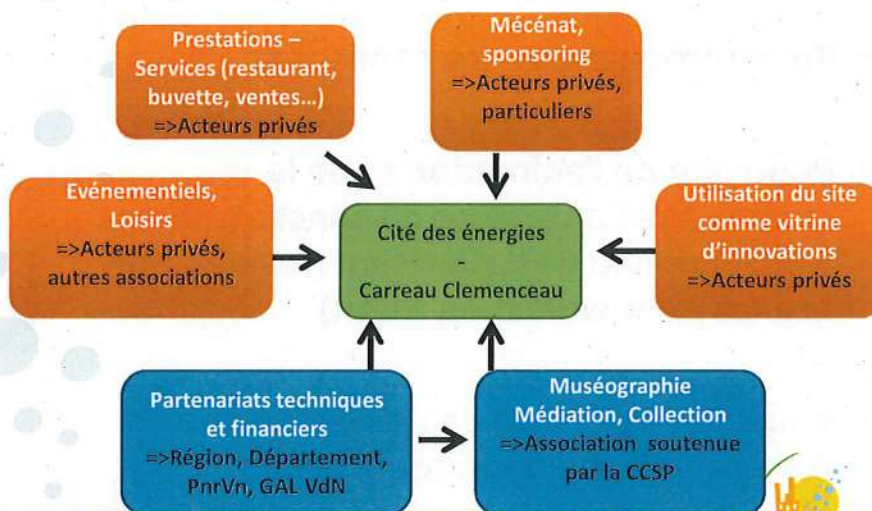 Prestations –
Services (restaurant,
buvette, ventes…)
=>Acteurs privés
Mécénat,
sponsoring
=>Acteurs privés,
particuliers
Evénementiels,
Loisirs
=>Acteurs privés,
autres associations
Cité des énergies
-
Carreau Clemenceau
Utilisation du site
comme vitrine
d'innovations
=>Acteurs privés
Partenariats techniques
et financiers
=>Région, Département,
PnrVn, GAL VdN
Muséographie
Médiation, Collection
=>Association soutenue
par la CCSP